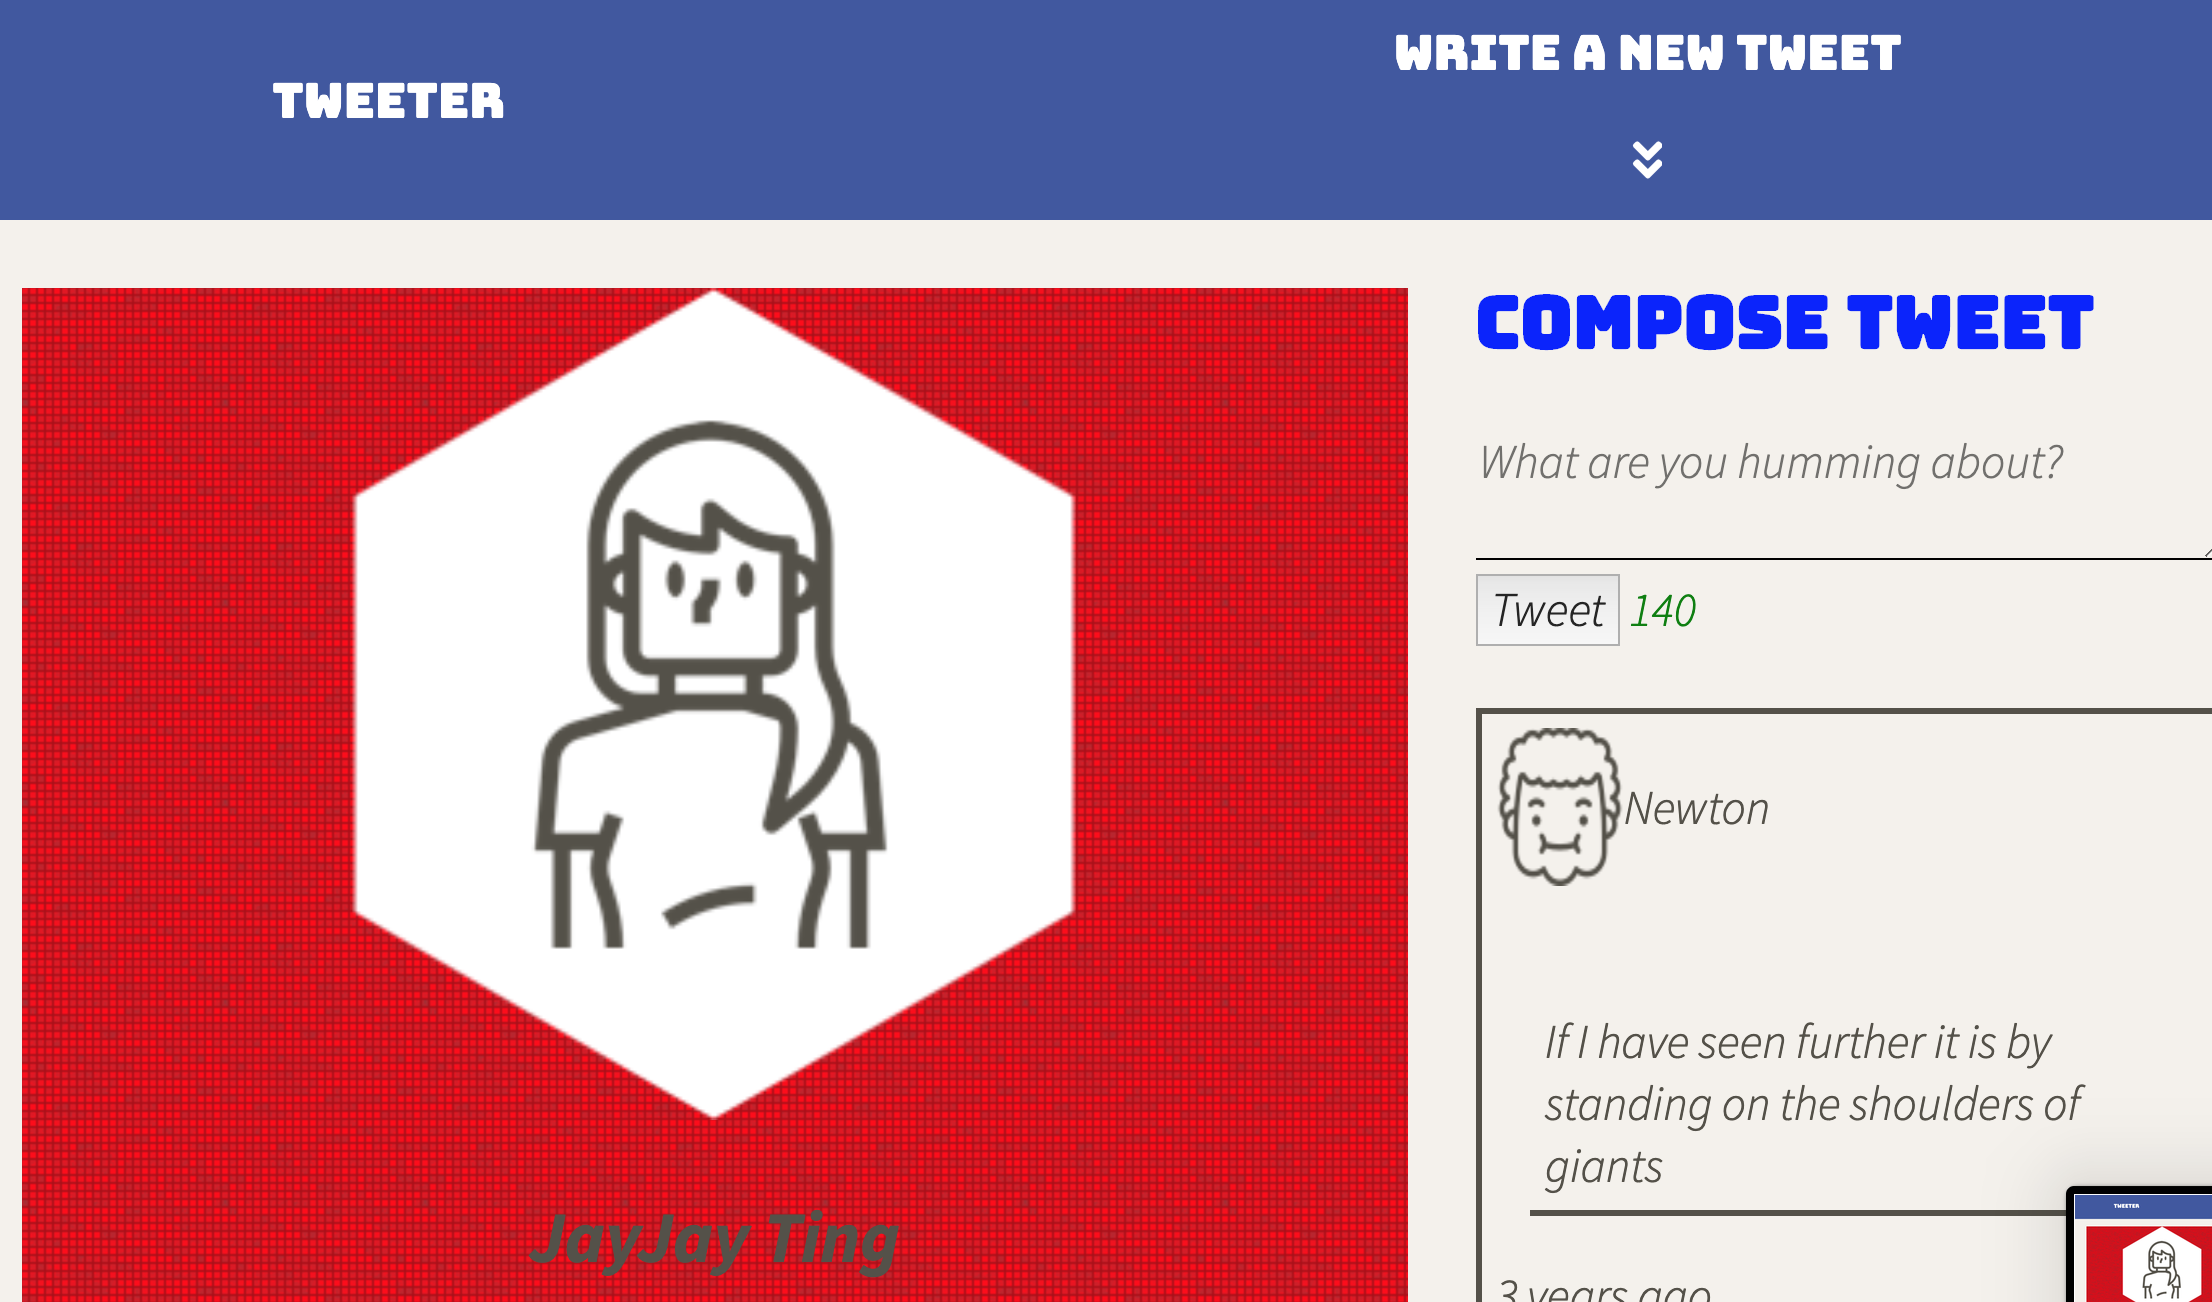 TWEETER
WRITE A NEW TWEET
JayJay Ting
COMPOSE TWEET
What are you humming about?
Tweet 140
Newton
If I have seen further it is by
standing on the shoulders of
giants
3 years ago
TWEETER